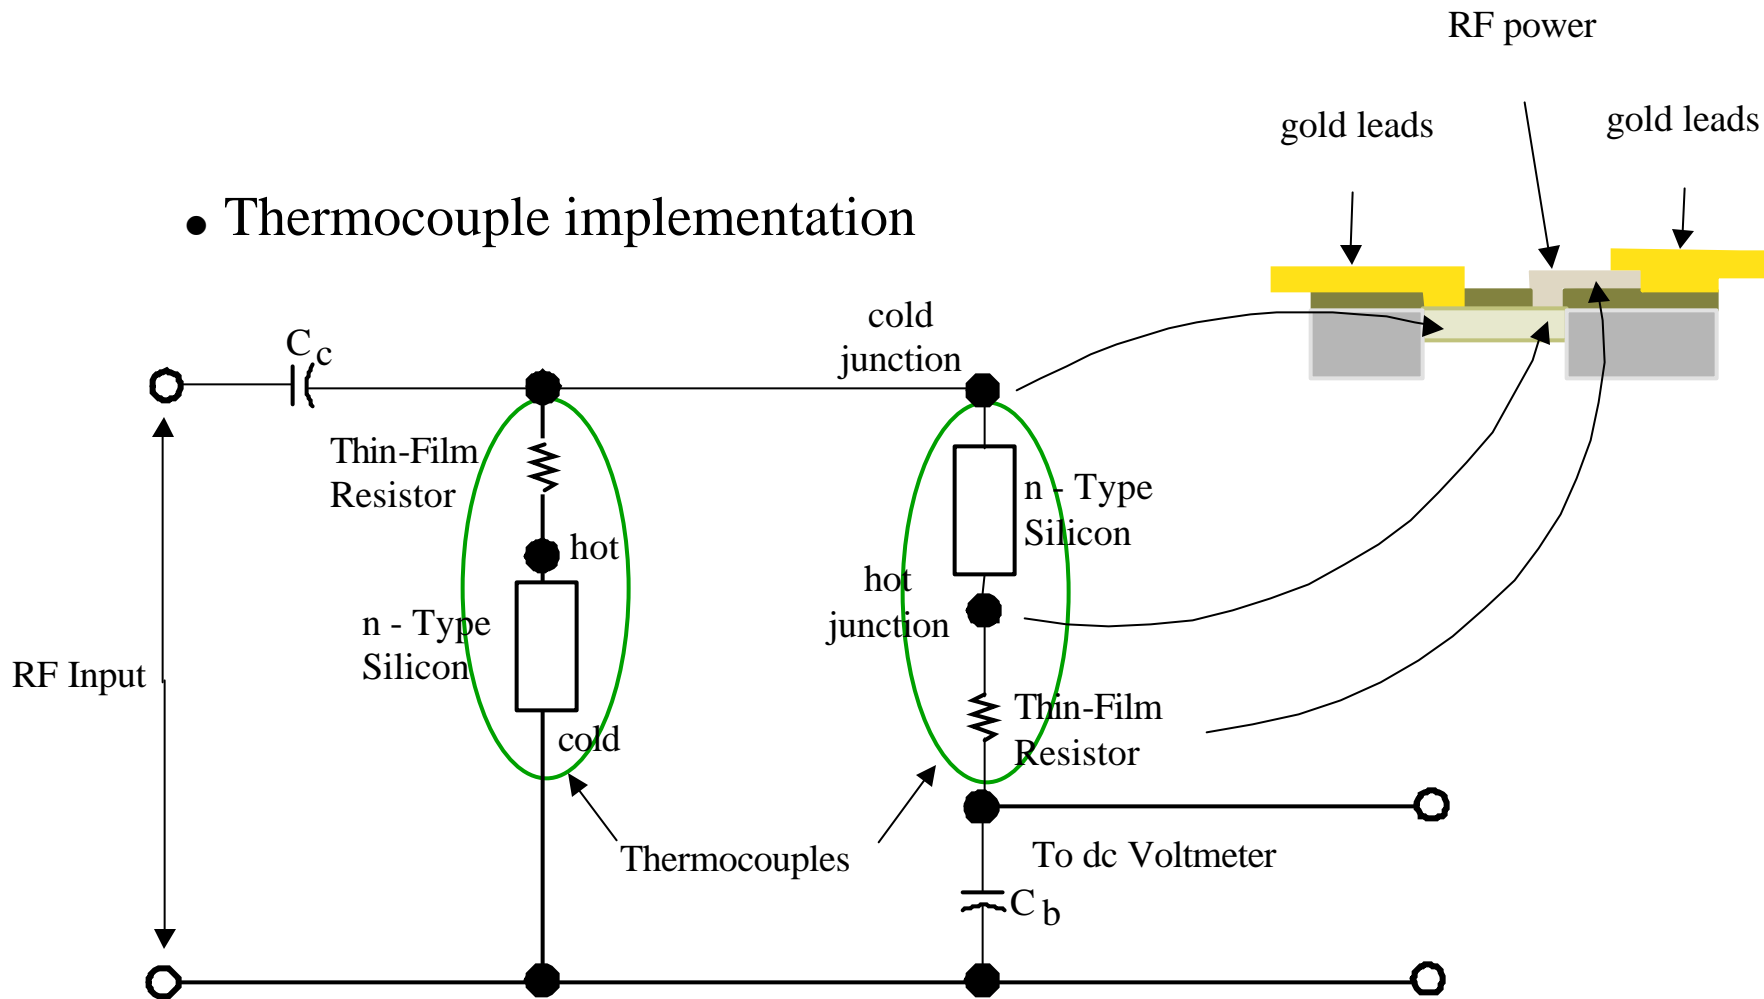 RF power
gold leads
gold leads
• Thermocouple implementation
cold
junction
Cc
Thin-Film
Resistor
hot
n - Type
Silicon
cold
RF Input
n - Type
Silicon
hot
junction
Thin-Film
Resistor
Thermocouples
To dc Voltmeter
Cb